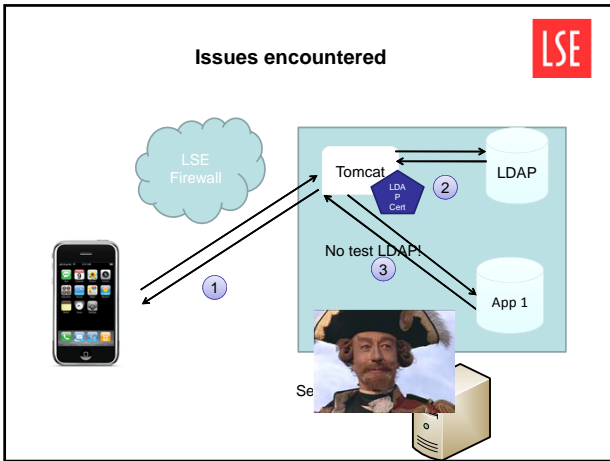 Issues encountered
LSE
LSE
Firewall
Tomcat
LDAP
LDA
P
Cert
2
No test LDAP!
3
1
App 1
Se